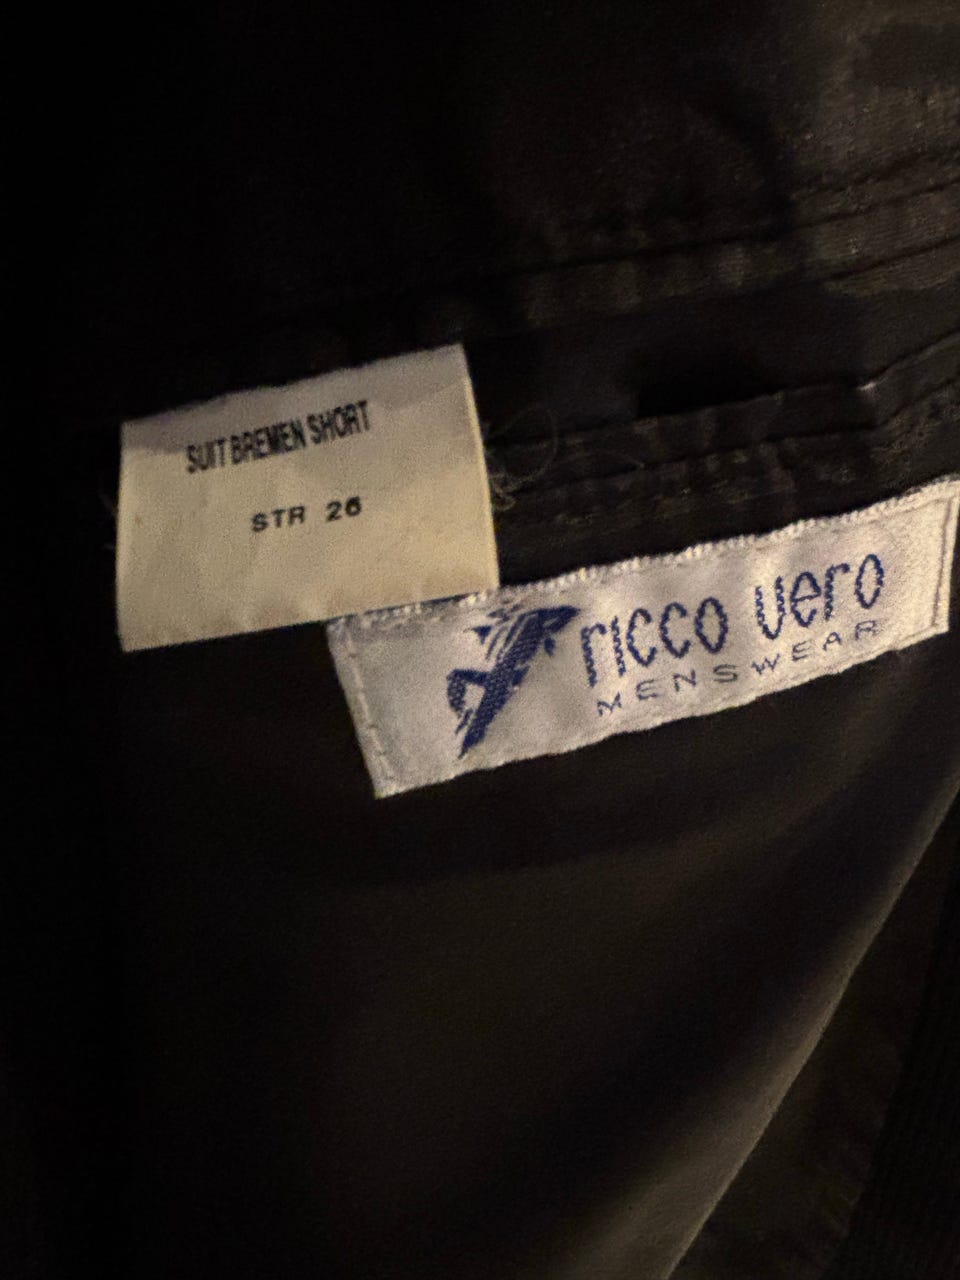 SUIT BREMEN SHORT
STR 26
ricco vero
MENSWEAR